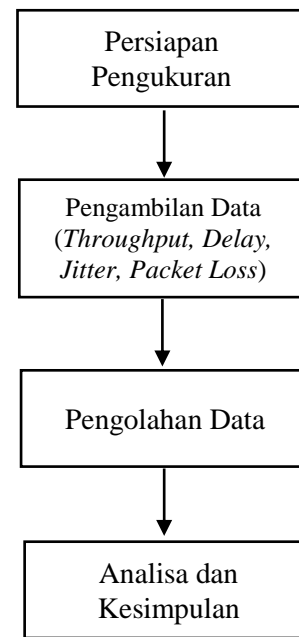 Persiapan
Pengukuran
Pengambilan Data
(Throughput, Delay,
Jitter, Packet Loss)
Pengolahan Data
Analisa dan
Kesimpulan